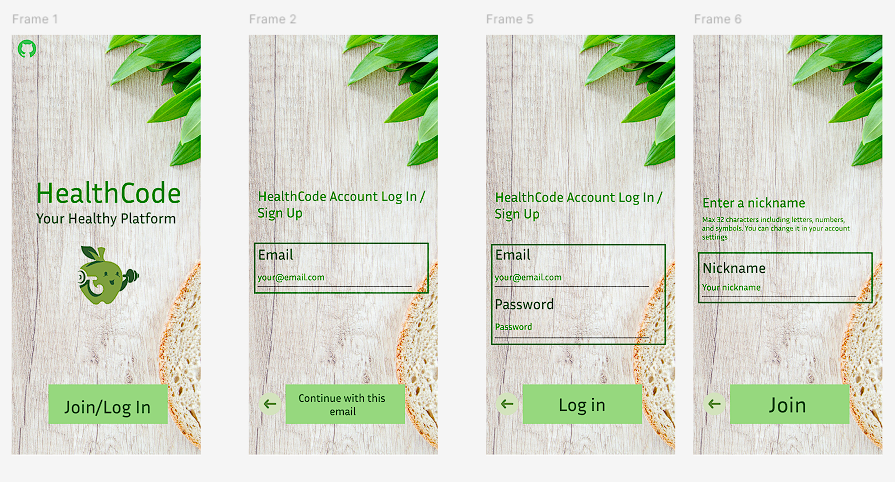 Frame 1
HealthCode
Your Healthy Platform
Join/Log In
Frame 2
HealthCode Account Log In /
Sign Up
Email
your@email.com
Continue with this
email
Frame 5
HealthCode Account Log In /
Sign Up
Email
your@email.com
Password
Password
Log in
Frame 6
Enter a nickname
Max 32 characters including letters, numbers,
and symbols. You can change it in your account
settings
Nickname
Your nickname
Join